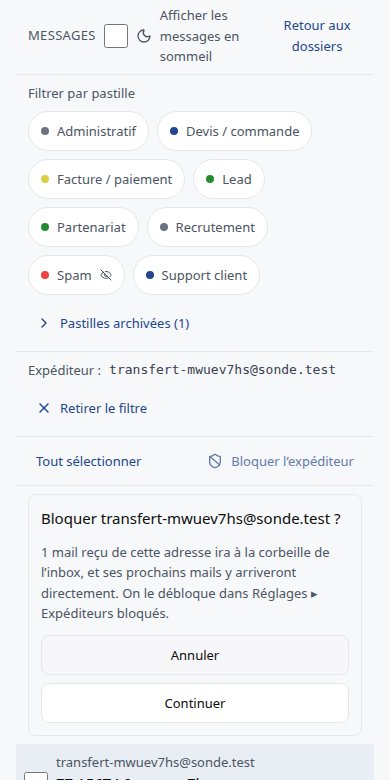 Afficher les
MESSAGES
messages en
sommeil
Retour aux
dossiers
Filtrer par pastille
Administratif
Devis / commande
Facture / paiement
Lead
Partenariat
Recrutement
Spam
Support client
Pastilles archivées (1)
Expéditeur : transfert-mwuev7hs@sonde.test
Retirer le filtre
Tout sélectionner
Bloquer l’expéditeur
Bloquer transfert-mwuev7hs@sonde.test ?
1 mail reçu de cette adresse ira à la corbeille de
l’inbox, et ses prochains mails y arriveront
directement. On le débloque dans Réglages ▸
Expéditeurs bloqués.
Annuler
Continuer
transfert-mwuev7hs@sonde.test